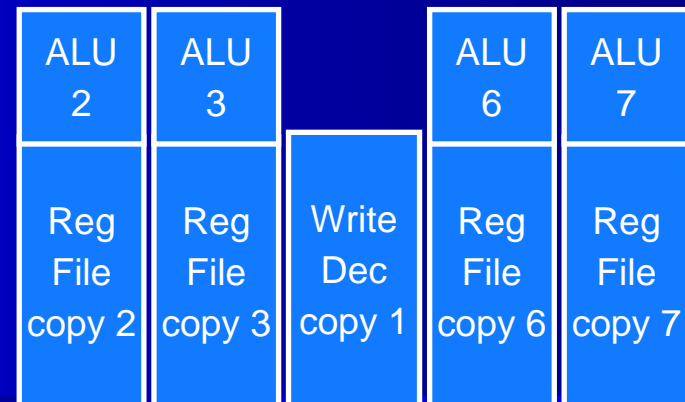 ALU
2
ALU
3
ALU
6
ALU
7
Reg
File
copy 2
Reg
File
copy 3
Write
Dec
copy 1
Reg
File
copy 6
Reg
File
copy 7